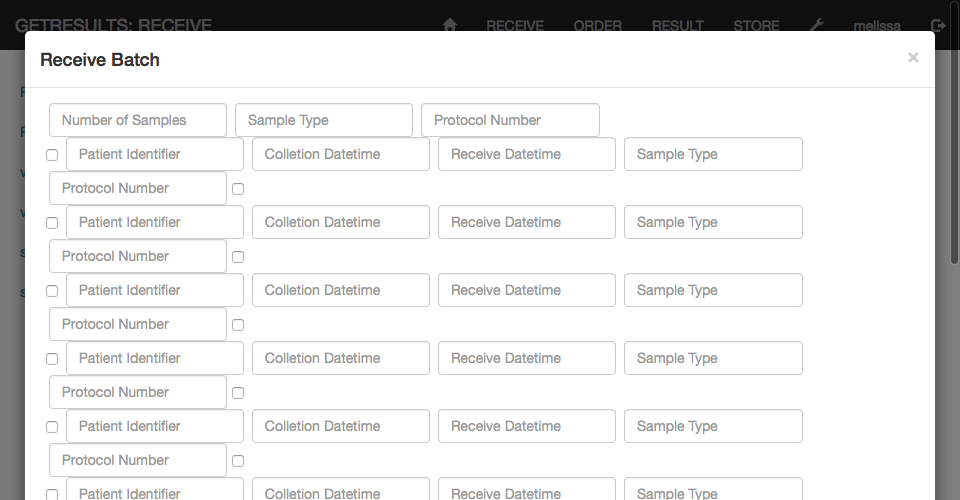 GETRESULTS: RECEIVE RECEIVE ORDER RESULT STORE melissa
Receive Batch ×
Number of Samples Sample Type Protocol Number
Patient Identifier Colletion Datetime Receive Datetime Sample Type
Protocol Number
Patient Identifier Colletion Datetime Receive Datetime Sample Type
Protocol Number
Patient Identifier Colletion Datetime Receive Datetime Sample Type
Protocol Number
Patient Identifier Colletion Datetime Receive Datetime Sample Type
Protocol Number
Patient Identifier Colletion Datetime Receive Datetime Sample Type
Protocol Number
Patient Identifier Colletion Datetime Receive Datetime Sample Type